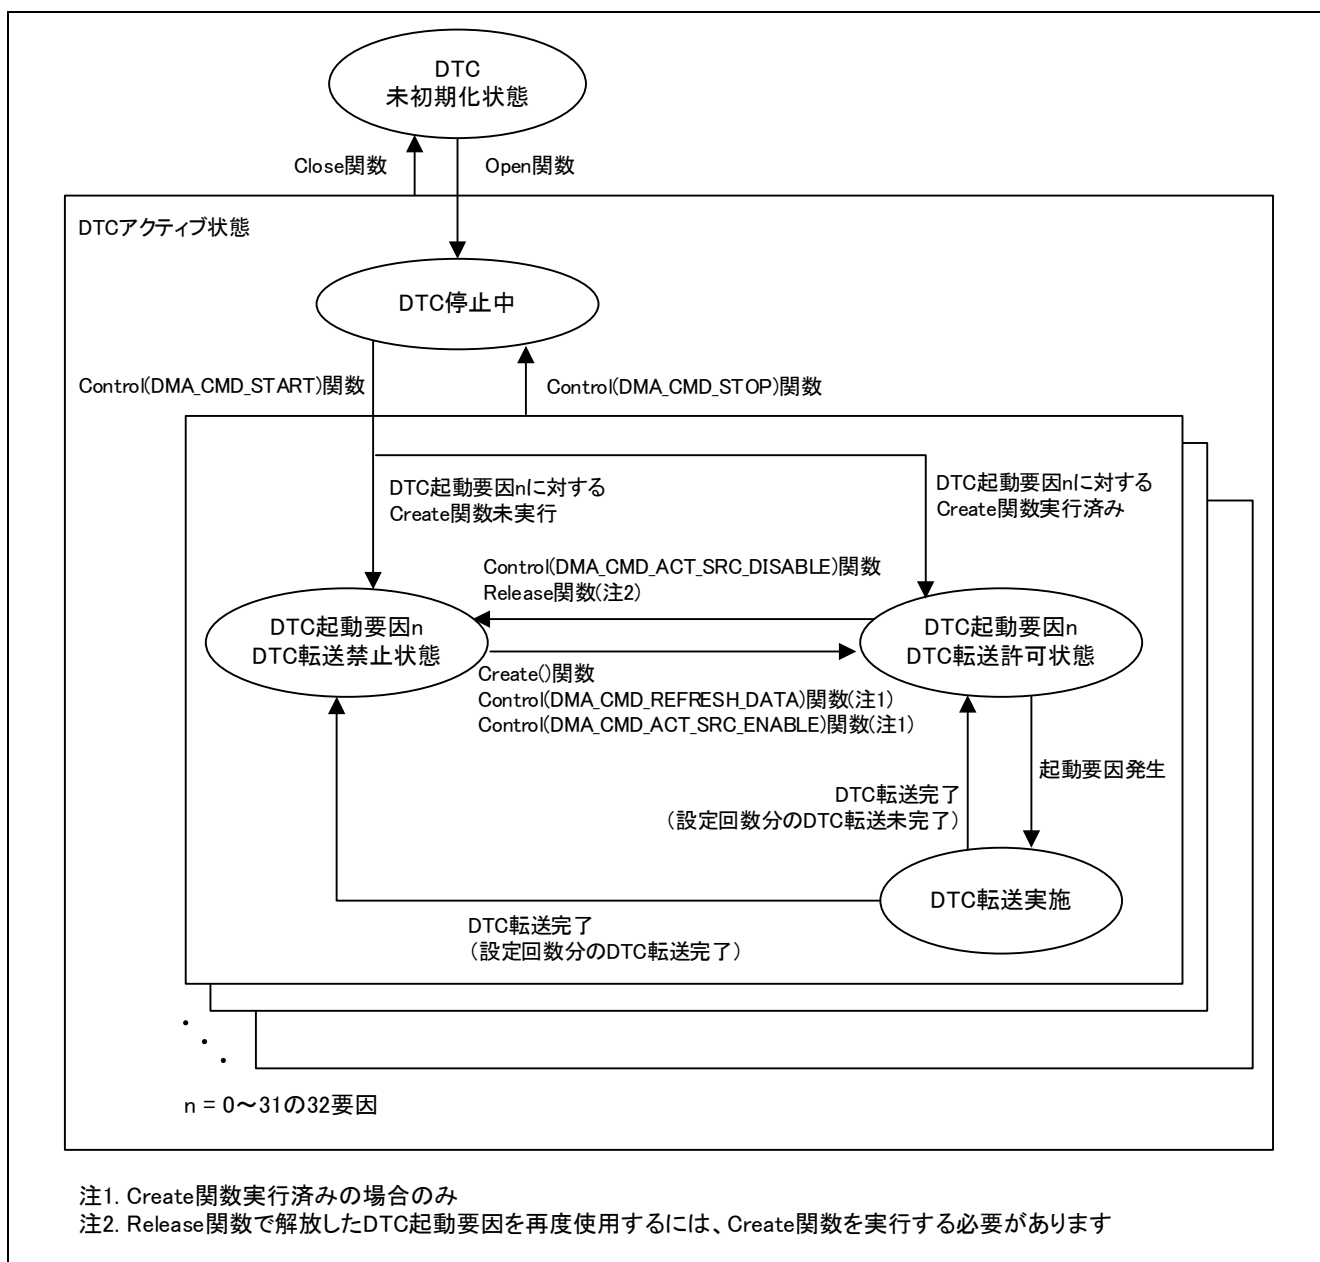 DTC
未初期化状態
Close関数
Open関数
DTCアクティブ状態
DTC停止中
Control(DMA_CMD_START)関数
Control(DMA_CMD_STOP)関数
DTC起動要因nに対する
Create関数未実行
DTC起動要因nに対する
Create関数実行済み
Control(DMA_CMD_ACT_SRC_DISABLE)関数
Release関数(注2)
DTC起動要因n
DTC転送禁止状態
DTC起動要因n
DTC転送許可状態
Create()関数
Control(DMA_CMD_REFRESH_DATA)関数(注1)
Control(DMA_CMD_ACT_SRC_ENABLE)関数(注1)
起動要因発生
DTC転送完了
（設定回数分のDTC転送未完了）
DTC転送実施
DTC転送完了
（設定回数分のDTC転送完了）
n = 0～31の32要因
注1. Create関数実行済みの場合のみ
注2. Release関数で解放したDTC起動要因を再度使用するには、Create関数を実行する必要があります